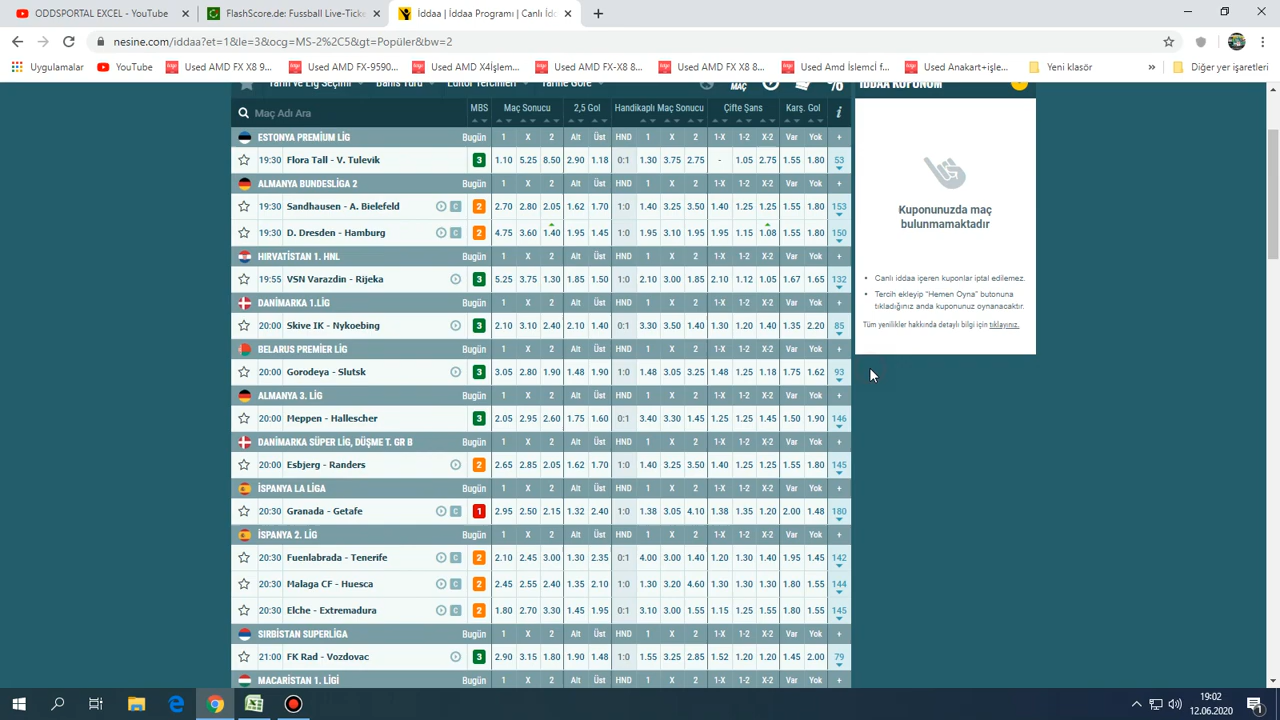 ODDSPORTAL EXCEL - YouTube
FlashScore.de: Fussball Live-Ticke
İddaa | İddaa Programı | Canlı İdd
nesine.com/iddaa?et=1&le=3&ocg=MS-2%2C5&gt=Popüler&bw=2
Uygulamalar YouTube Used AMD FX X8 9... Used AMD FX-9590... Used AMD X4İşlem... Used AMD FX-X8 8... Used AMD FX X8 8... Used Amd İslemcl f... Used Anakart+işle... Yeni klasör » Diğer yer işaretleri
Tarih ve Lig Seçimi Bahis Türü Editör Tercihleri Tarihe Göre MAÇ % İDDAA KUPONUM
Maç Adı Ara MBS Maç Sonucu 2,5 Gol Handikaplı Maç Sonucu Çifte Şans Karş. Gol i
ESTONYA PREMIUM LİG Bugün 1 X 2 Alt Üst HND 1 X 2 1-X 1-2 X-2 Var Yok +
19:30 Flora Tall - V. Tulevik 3 1.10 5.25 8.50 2.90 1.18 0:1 1.30 3.75 2.75 - 1.05 2.75 1.55 1.80 53
ALMANYA BUNDESLİGA 2 Bugün 1 X 2 Alt Üst HND 1 X 2 1-X 1-2 X-2 Var Yok +
19:30 Sandhausen - A. Bielefeld C 2 2.70 2.80 2.05 1.62 1.70 1:0 1.40 3.25 3.50 1.40 1.25 1.25 1.55 1.80 153
19:30 D. Dresden - Hamburg C 2 4.75 3.60 1.40 1.95 1.45 1:0 1.95 3.10 1.95 1.95 1.15 1.08 1.55 1.80 150
HIRVATİSTAN 1. HNL Bugün 1 X 2 Alt Üst HND 1 X 2 1-X 1-2 X-2 Var Yok +
19:55 VSN Varazdin - Rijeka 3 5.25 3.75 1.30 1.85 1.50 1:0 2.10 3.00 1.85 2.10 1.12 1.05 1.67 1.65 132
DANİMARKA 1.LİG Bugün 1 X 2 Alt Üst HND 1 X 2 1-X 1-2 X-2 Var Yok +
20:00 Skive IK - Nykoebing 3 2.10 3.10 2.40 2.10 1.40 0:1 3.30 3.50 1.40 1.30 1.20 1.40 1.35 2.20 85
BELARUS PREMİER LİG Bugün 1 X 2 Alt Üst HND 1 X 2 1-X 1-2 X-2 Var Yok +
20:00 Gorodeya - Slutsk 3 3.05 2.80 1.90 1.48 1.90 1:0 1.48 3.05 3.25 1.48 1.25 1.18 1.75 1.62 93
ALMANYA 3. LİG Bugün 1 X 2 Alt Üst HND 1 X 2 1-X 1-2 X-2 Var Yok +
20:00 Meppen - Hallescher 3 2.05 2.95 2.60 1.75 1.60 0:1 3.40 3.30 1.45 1.25 1.25 1.45 1.50 1.90 146
DANİMARKA SÜPER LİG, DÜŞME T. GR B Bugün 1 X 2 Alt Üst HND 1 X 2 1-X 1-2 X-2 Var Yok +
20:00 Esbjerg - Randers 2 2.65 2.85 2.05 1.62 1.70 1:0 1.40 3.25 3.50 1.40 1.25 1.25 1.55 1.80 145
İSPANYA LA LİGA Bugün 1 X 2 Alt Üst HND 1 X 2 1-X 1-2 X-2 Var Yok +
20:30 Granada - Getafe C 1 2.95 2.50 2.15 1.32 2.40 1:0 1.38 3.05 4.10 1.38 1.35 1.20 2.00 1.48 180
İSPANYA 2. LİG Bugün 1 X 2 Alt Üst HND 1 X 2 1-X 1-2 X-2 Var Yok +
20:30 Fuenlabrada - Tenerife C 2 2.10 2.45 3.00 1.30 2.35 0:1 4.00 3.00 1.40 1.20 1.30 1.40 1.95 1.45 142
20:30 Malaga CF - Huesca C 2 2.45 2.55 2.40 1.35 2.10 1:0 1.30 3.20 4.60 1.30 1.30 1.30 1.80 1.55 144
20:30 Elche - Extremadura C 2 1.80 2.70 3.30 1.45 1.95 0:1 3.10 3.00 1.55 1.15 1.25 1.55 1.80 1.55 145
SIRBİSTAN SUPERLİGA Bugün 1 X 2 Alt Üst HND 1 X 2 1-X 1-2 X-2 Var Yok +
21:00 FK Rad - Vozdovac 3 2.90 3.15 1.80 1.90 1.48 1:0 1.55 3.25 2.85 1.52 1.20 1.20 1.45 2.00 79
MACARİSTAN 1. LİGİ Bugün 1 X 2 Alt Üst HND 1 X 2 1-X 1-2 X-2 Var Yok +
Kuponunuzda maç
bulunmamaktadır
• Canlı iddaa içeren kuponlar iptal edilemez.
• Tercih ekleyip "Hemen Oyna" butonuna
tıkladığınız anda kuponunuz oynanacaktır.
Tüm yenilikler hakkında detaylı bilgi için tıklayınız.
19:02
12.06.2020
1